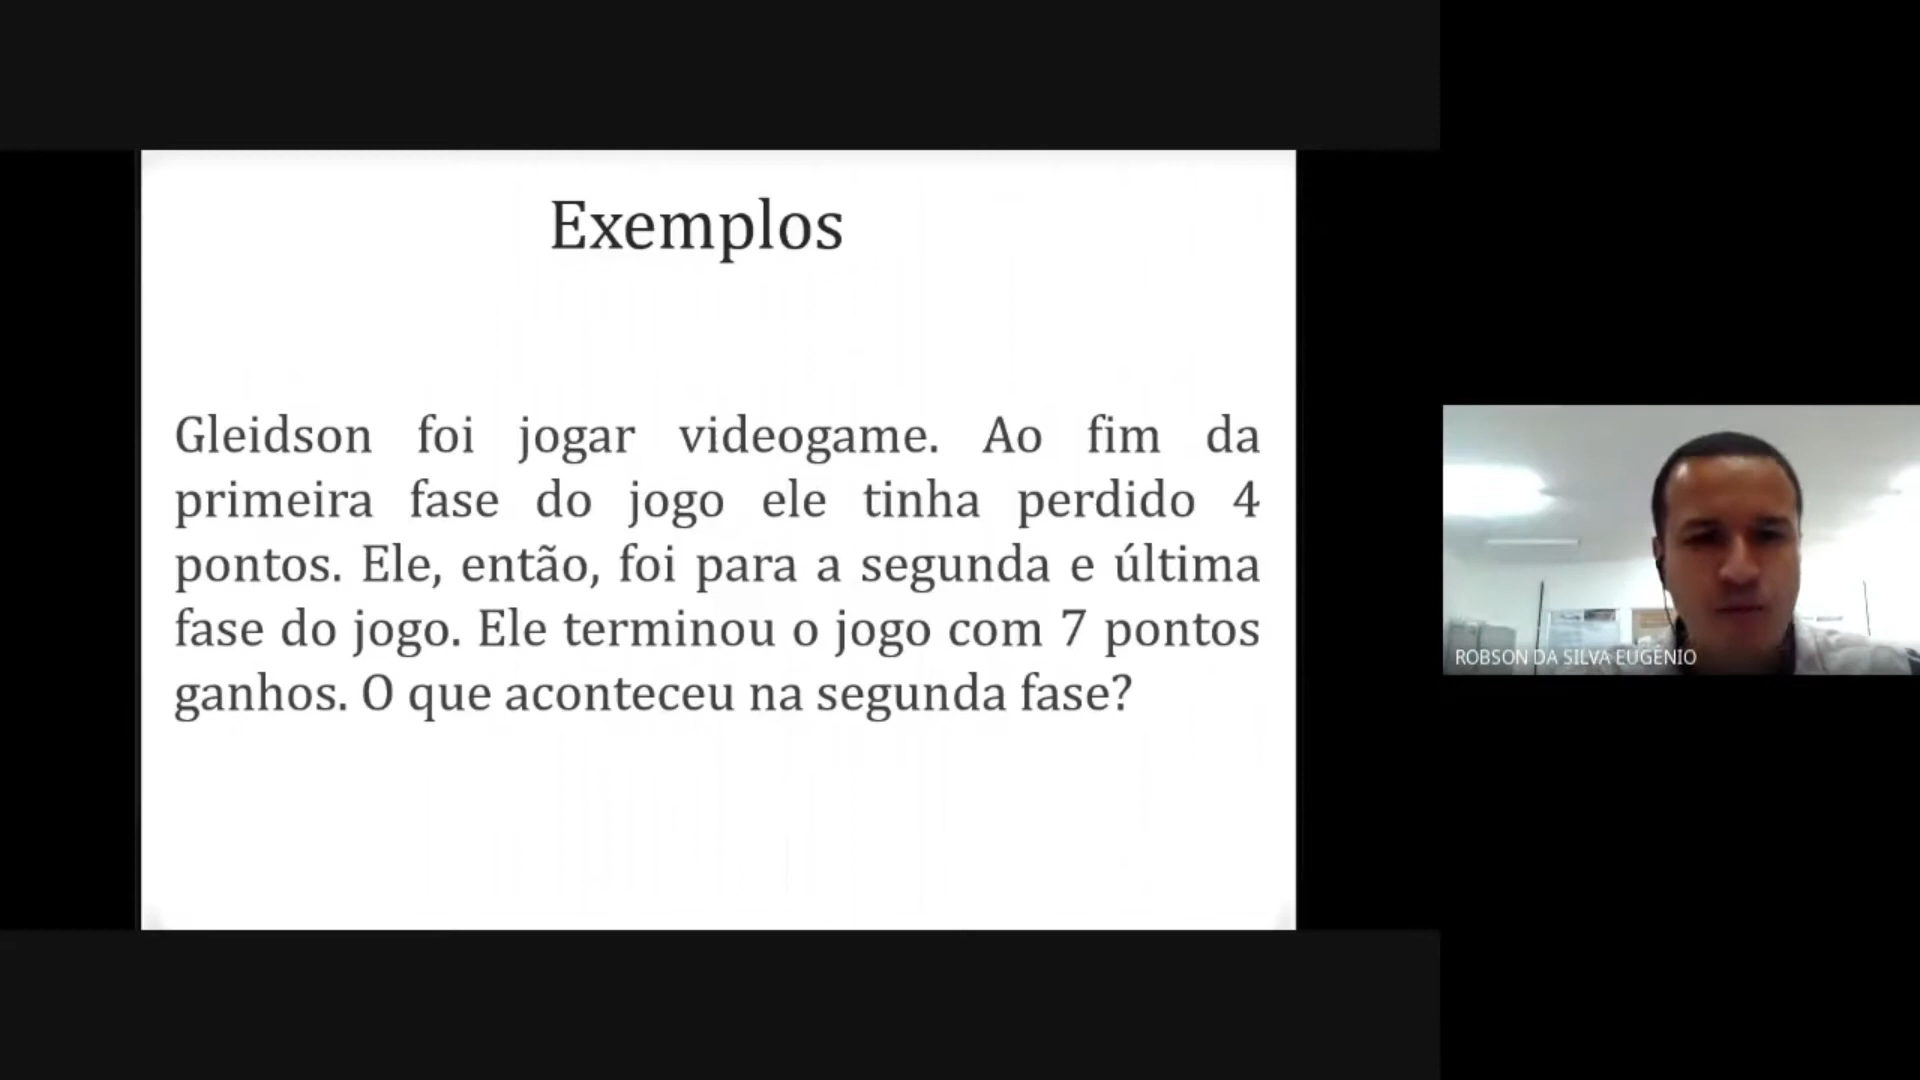 Exemplos
Gleidson foi jogar videogame. Ao fim da
primeira fase do jogo ele tinha perdido 4
pontos. Ele, então, foi para a segunda e última
fase do jogo. Ele terminou o jogo com 7 pontos
ganhos. O que aconteceu na segunda fase?
ROBSON DA SILVA EUGÊNIO